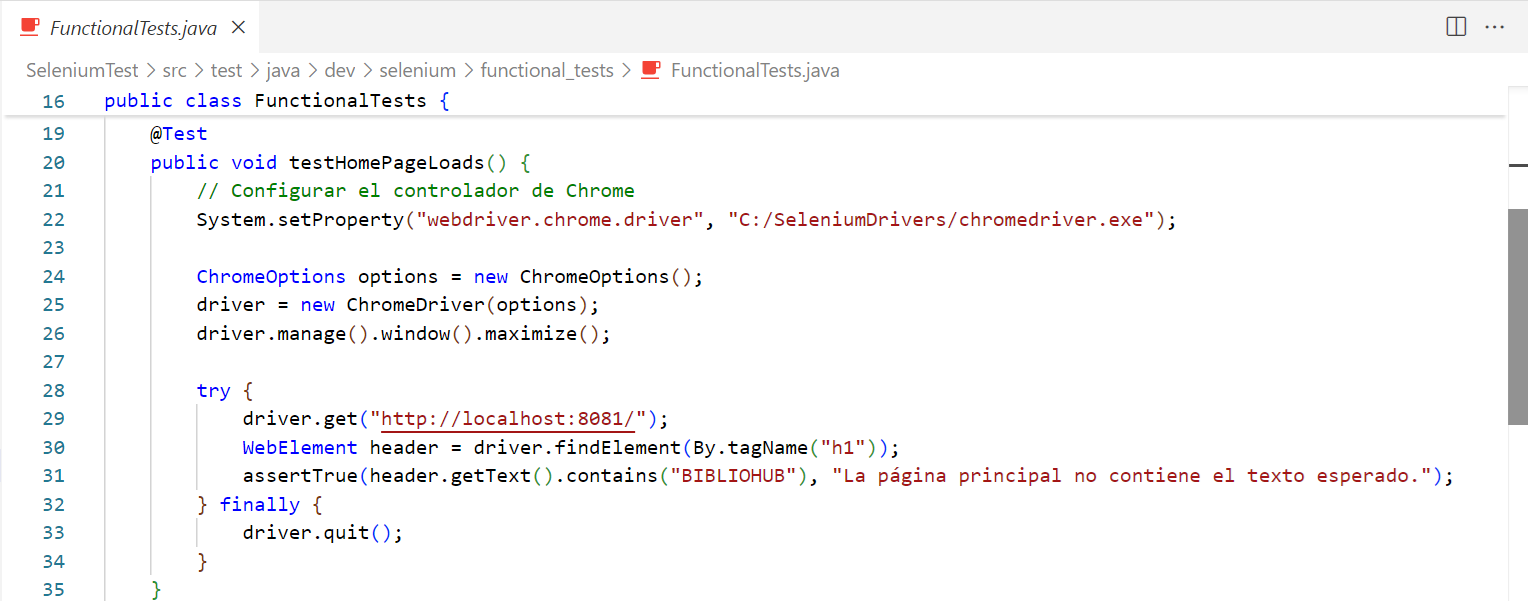 FunctionalTests.java
SeleniumTest > src > test > java > dev > selenium > functional_tests > FunctionalTests.java
16 public class FunctionalTests {
19 @Test
20 public void testHomePageLoads() {
21 // Configurar el controlador de Chrome
22 System.setProperty("webdriver.chrome.driver", "C:/SeleniumDrivers/chromedriver.exe");
23
24 ChromeOptions options = new ChromeOptions();
25 driver = new ChromeDriver(options);
26 driver.manage().window().maximize();
27
28 try {
29 driver.get("http://localhost:8081/");
30 WebElement header = driver.findElement(By.tagName("h1"));
31 assertTrue(header.getText().contains("BIBLIOHUB"), "La página principal no contiene el texto esperado.");
32 } finally {
33 driver.quit();
34 }
35 }